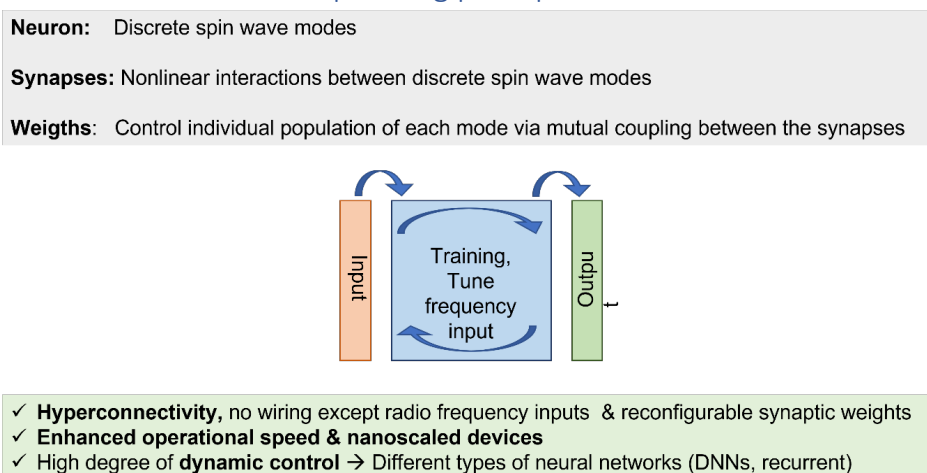 Neuron: Discrete spin wave modes
Synapses: Nonlinear interactions between discrete spin wave modes
Weigths: Control individual population of each mode via mutual coupling between the synapses
Input
Training,
Tune
frequency
input
Outpu
t
✓ Hyperconnectivity, no wiring except radio frequency inputs & reconfigurable synaptic weights
✓ Enhanced operational speed & nanoscaled devices
✓ High degree of dynamic control → Different types of neural networks (DNNs, recurrent)